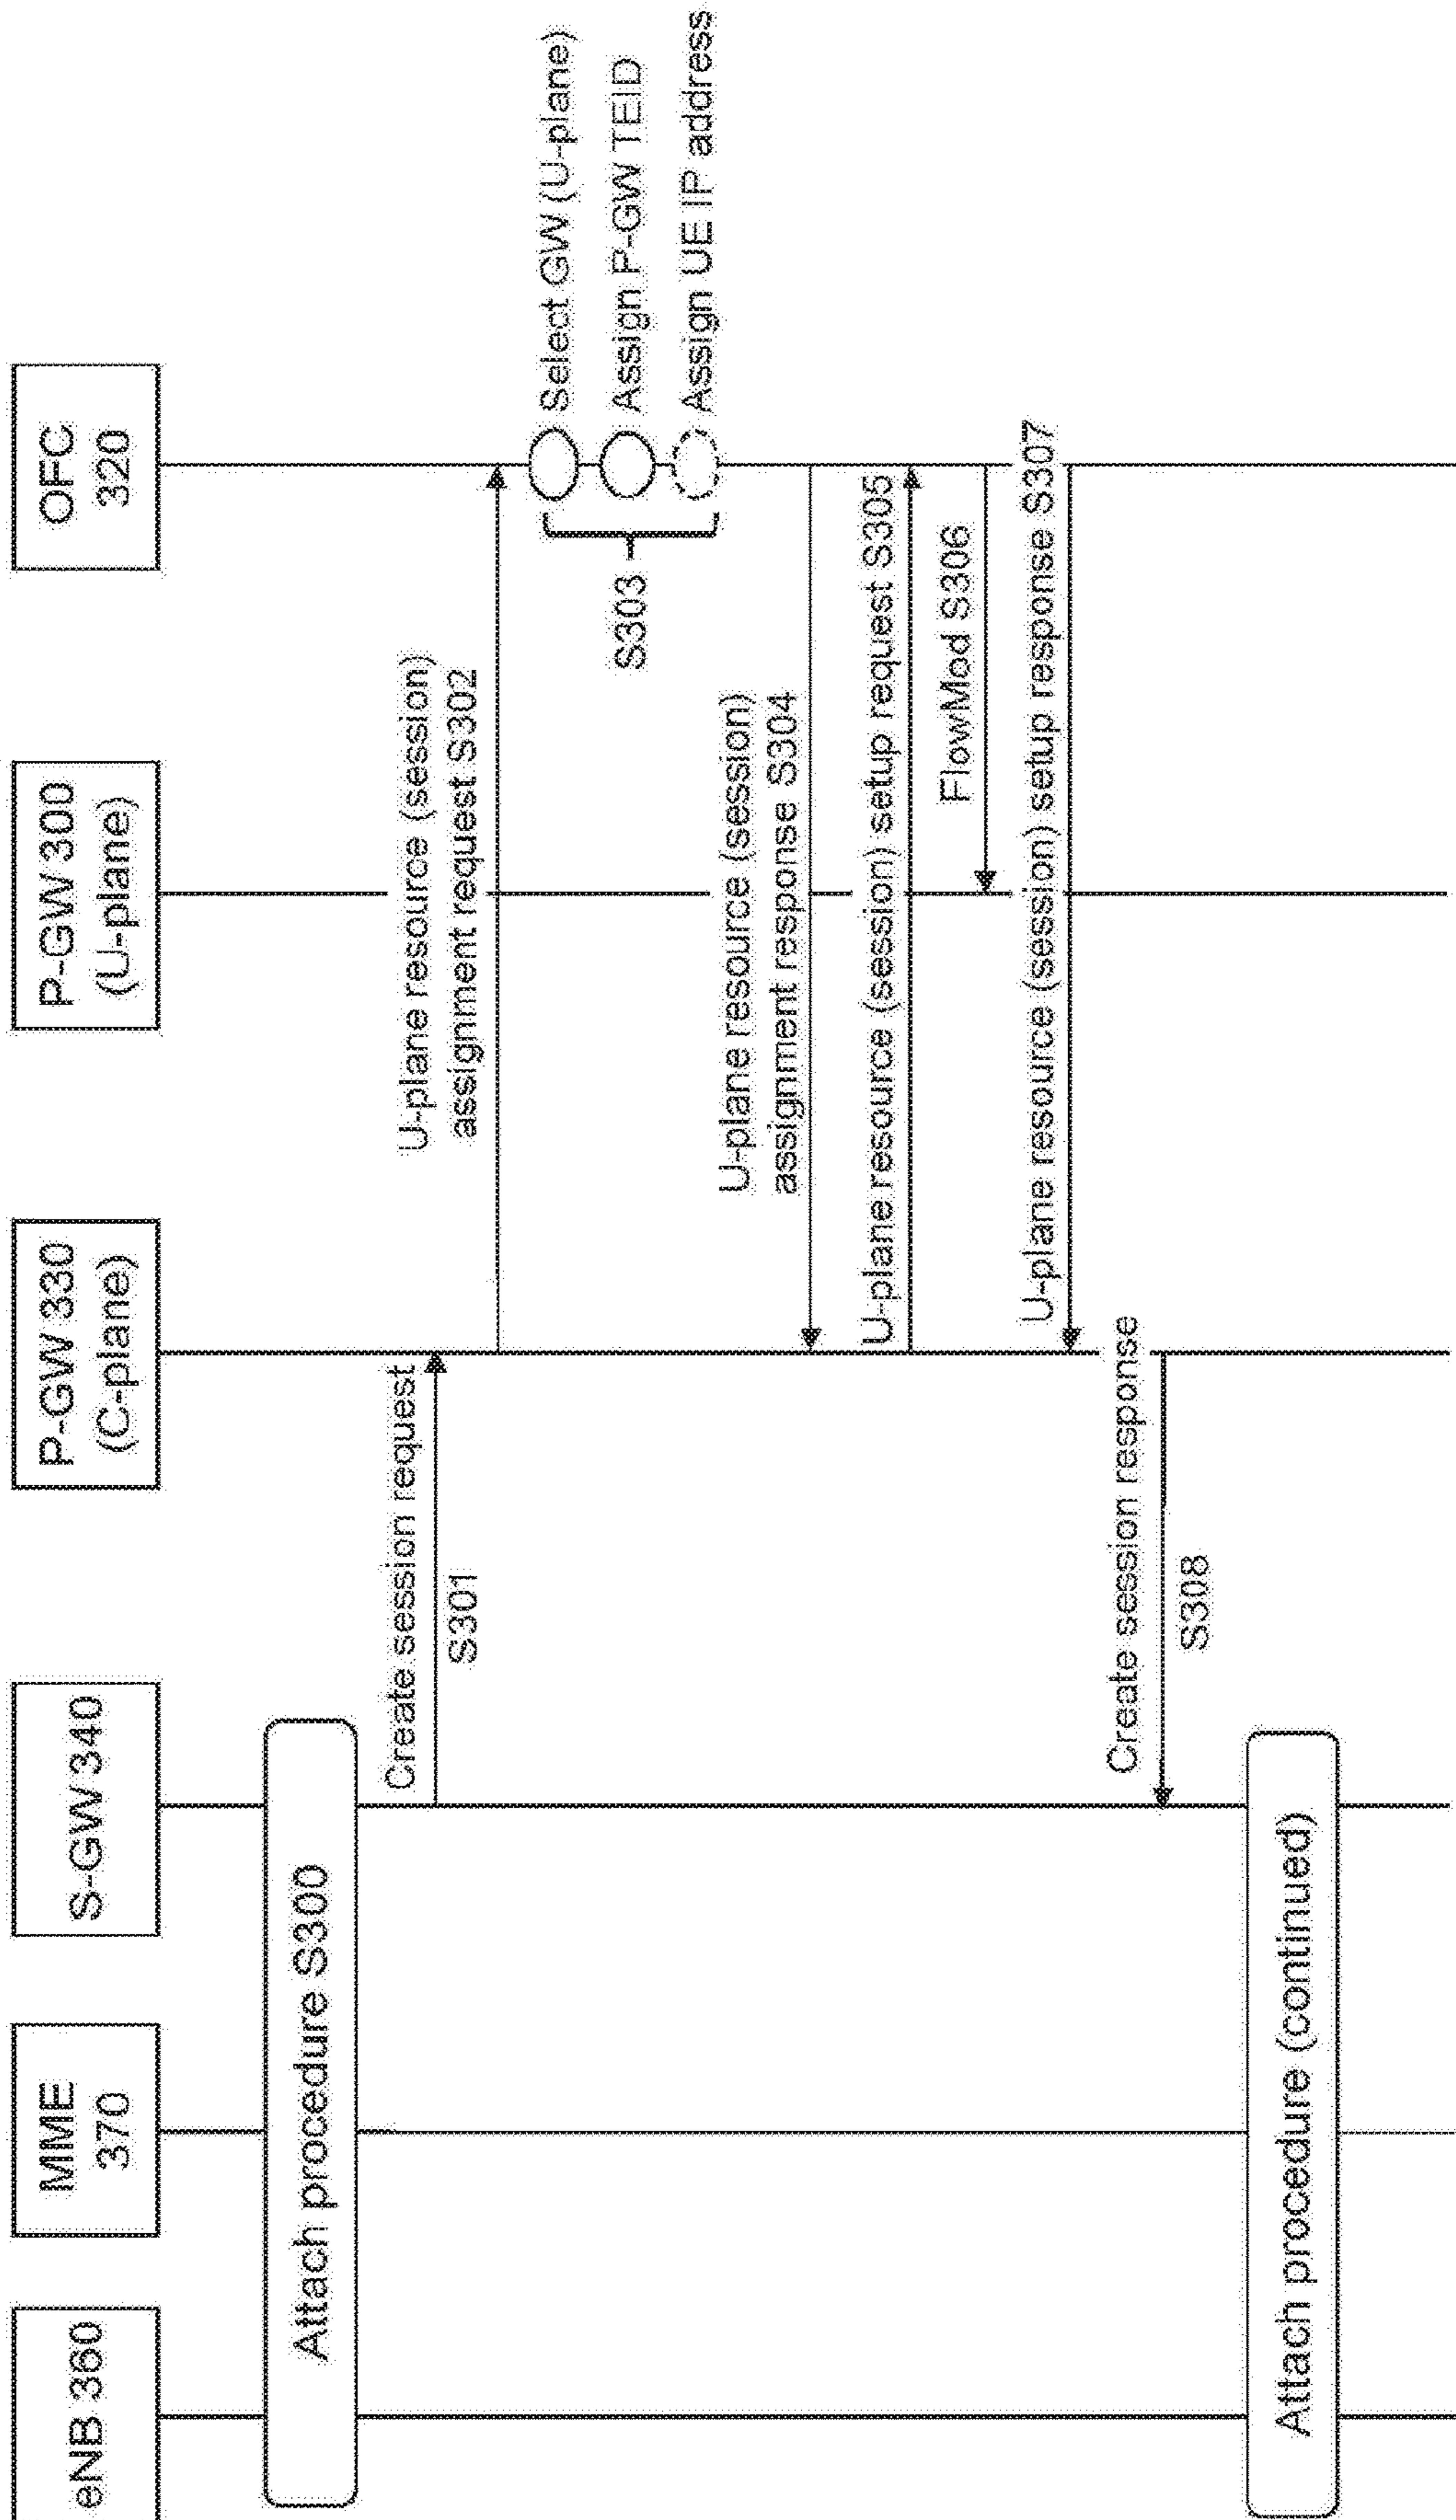 eNB 360
MME
370
S-GW 340
P-GW 330
(C-plane)
P-GW 300
(U-plane)
OFC
320
Attach procedure S300
Create session request
S301
U-plane resource (session)
assignment request S302
Select GW (U-plane)
Assign P-GW TEID
Assign UE IP address
S303
U-plane resource (session)
assignment response S304
U-plane resource (session) setup request S305
FlowMod S306
U-plane resource (session) setup response S307
Create session response
S308
Attach procedure (continued)